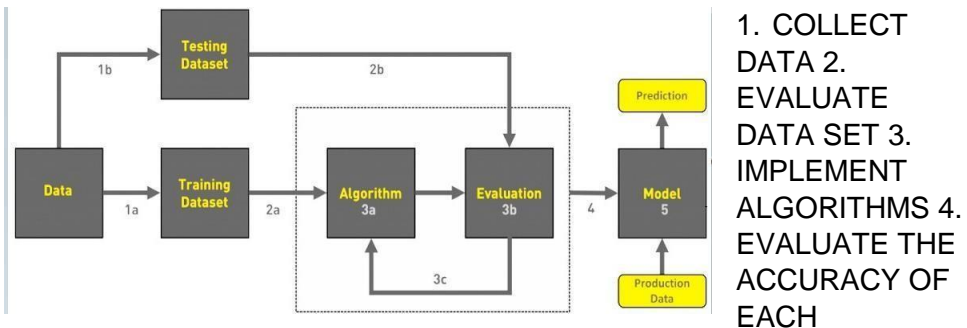 Testing
Dataset
1b
2b
Prediction
Data
1a
Training
Dataset
2a
Algorithm
3a
Evaluation
3b
4
Model
5
3c
Production
Data
1. COLLECT
DATA 2.
EVALUATE
DATA SET 3.
IMPLEMENT
ALGORITHMS 4.
EVALUATE THE
ACCURACY OF
EACH